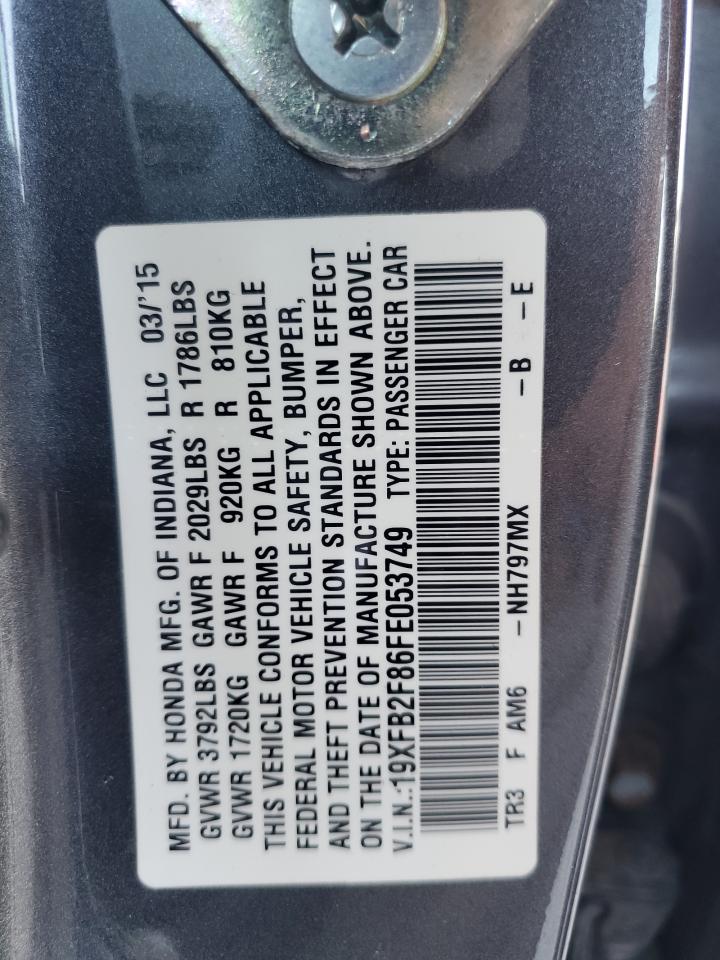 MFD. BY HONDA MFG. OF INDIANA, LLC 03/'15
GVWR 3792LBS GAWR F 2029LBS R 1786LBS
GVWR 1720KG GAWR F 920KG R 810KG
THIS VEHICLE CONFORMS TO ALL APPLICABLE
FEDERAL MOTOR VEHICLE SAFETY, BUMPER,
AND THEFT PREVENTION STANDARDS IN EFFECT
ON THE DATE OF MANUFACTURE SHOWN ABOVE.
V.I.N.:19XFB2F86FE053749 TYPE: PASSENGER CAR
TR3 F AM6 -NH797MX -B -E